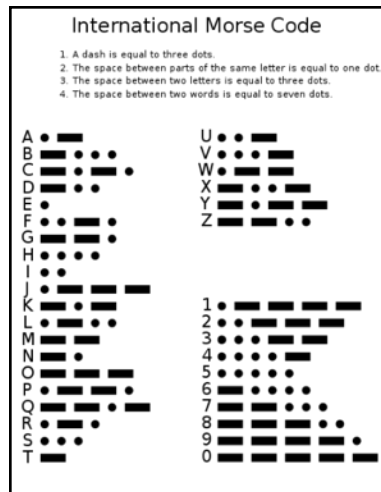 International Morse Code
1. A dash is equal to three dots.
2. The space between parts of the same letter is equal to one dot.
3. The space between two letters is equal to three dots.
4. The space between two words is equal to seven dots.
A
B
C
D
E
F
G
H
I
J
K
L
M
N
O
P
Q
R
S
T
U
V
W
X
Y
Z
1
2
3
4
5
6
7
8
9
0